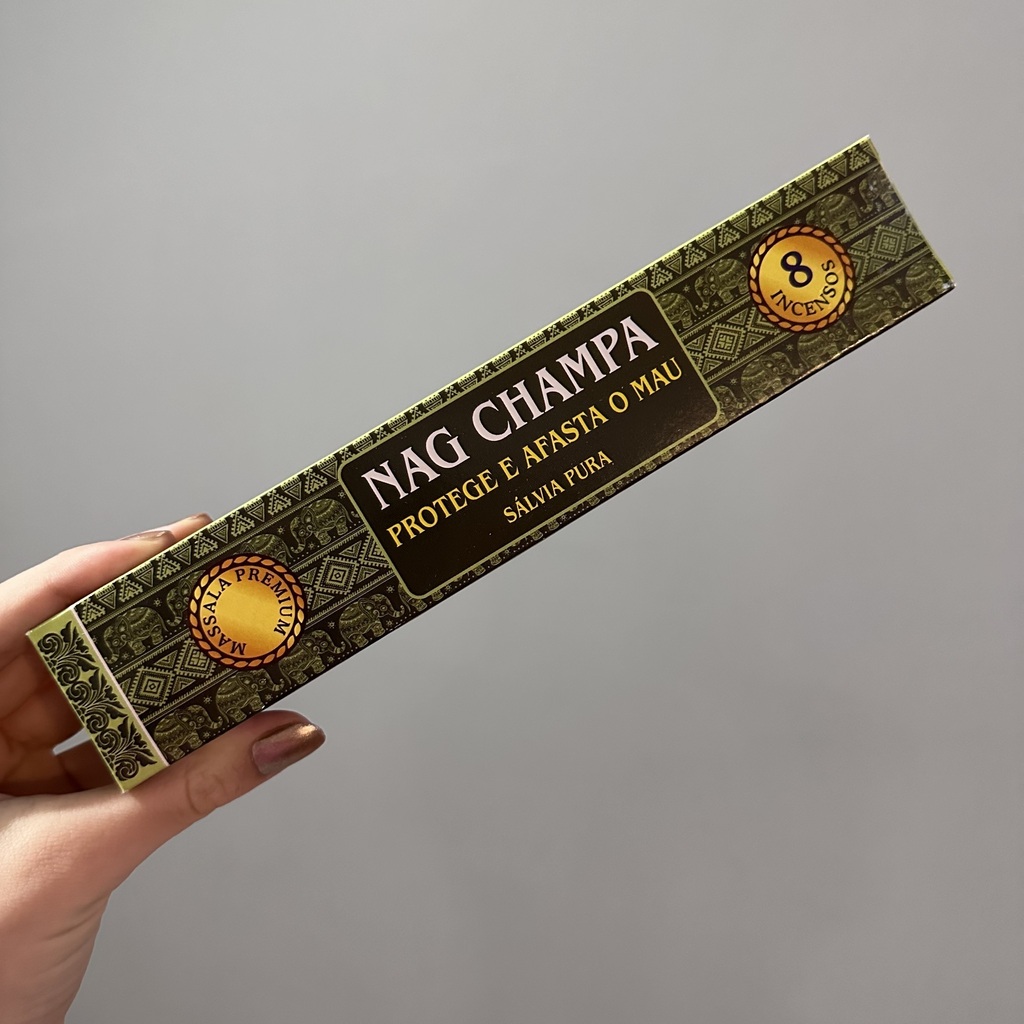 NAG CHAMPA
PROTEGE E AFASTA O MAU
SÁLVIA PURA
8
INCENSOS
MASSALA PREMIUM